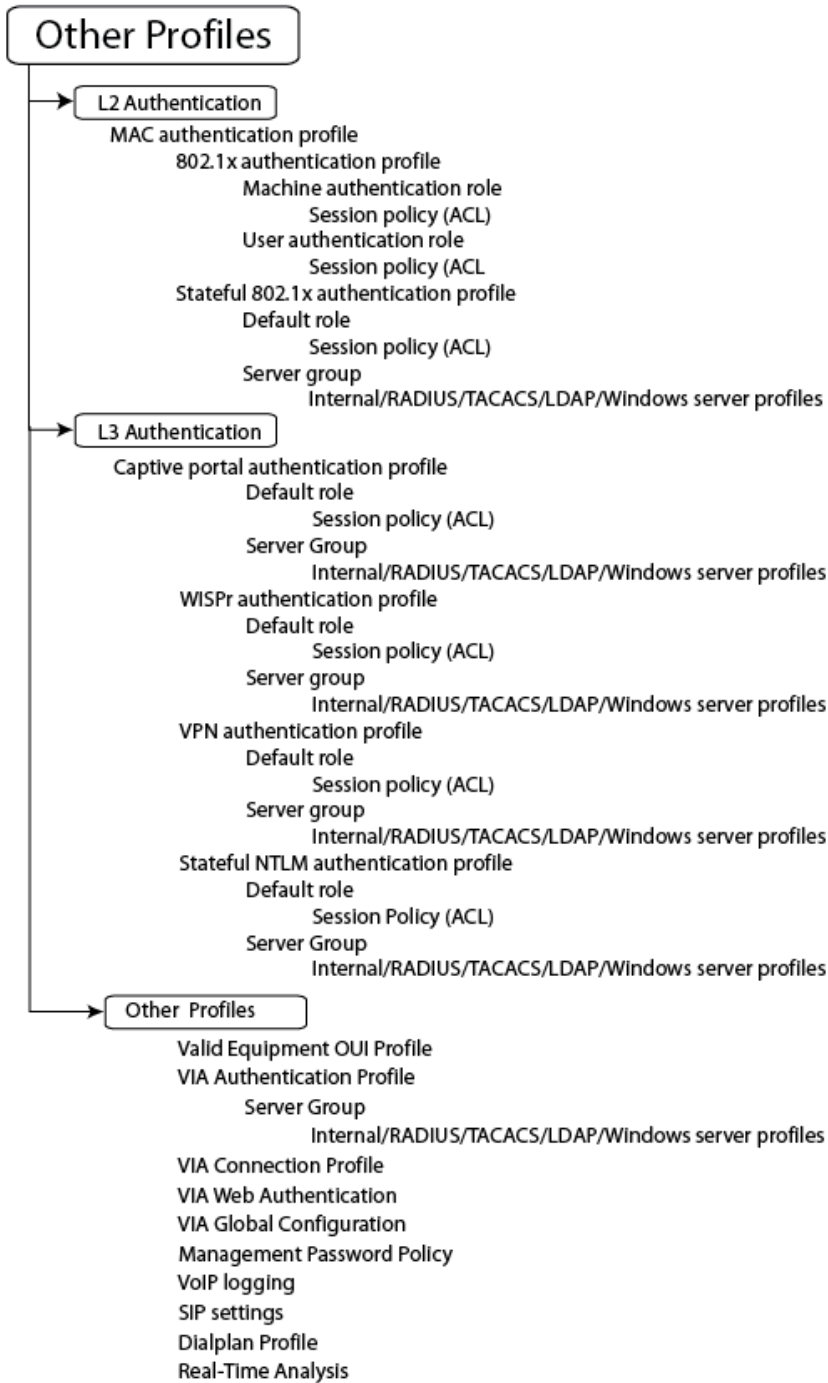 Other Profiles
L2 Authentication
MAC authentication profile
802.1x authentication profile
Machine authentication role
Session policy (ACL)
User authentication role
Session policy (ACL
Stateful 802.1x authentication profile
Default role
Session policy (ACL)
Server group
Internal/RADIUS/TACACS/LDAP/Windows server profiles
L3 Authentication
Captive portal authentication profile
Default role
Session policy (ACL)
Server Group
Internal/RADIUS/TACACS/LDAP/Windows server profiles
WISPr authentication profile
Default role
Session policy (ACL)
Server group
Internal/RADIUS/TACACS/LDAP/Windows server profiles
VPN authentication profile
Default role
Session policy (ACL)
Server group
Internal/RADIUS/TACACS/LDAP/Windows server profiles
Stateful NTLM authentication profile
Default role
Session Policy (ACL)
Server Group
Internal/RADIUS/TACACS/LDAP/Windows server profiles
Other Profiles
Valid Equipment OUI Profile
VIA Authentication Profile
Server Group
Internal/RADIUS/TACACS/LDAP/Windows server profiles
VIA Connection Profile
VIA Web Authentication
VIA Global Configuration
Management Password Policy
VoIP logging
SIP settings
Dialplan Profile
Real-Time Analysis